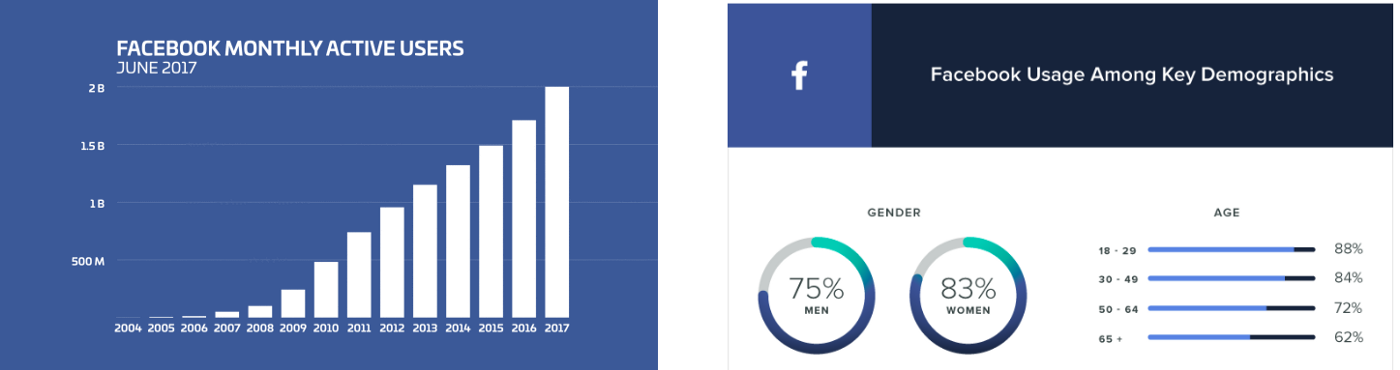 FACEBOOK MONTHLY ACTIVE USERS
JUNE 2017
2 B
1.5 B
1 B
500 M
2004 2005 2006 2007 2008 2009 2010 2011 2012 2013 2014 2015 2016 2017
f
Facebook Usage Among Key Demographics
GENDER
75%
MEN
83%
WOMEN
AGE
18 - 29 88%
30 - 49 84%
50 - 64 72%
65 + 62%